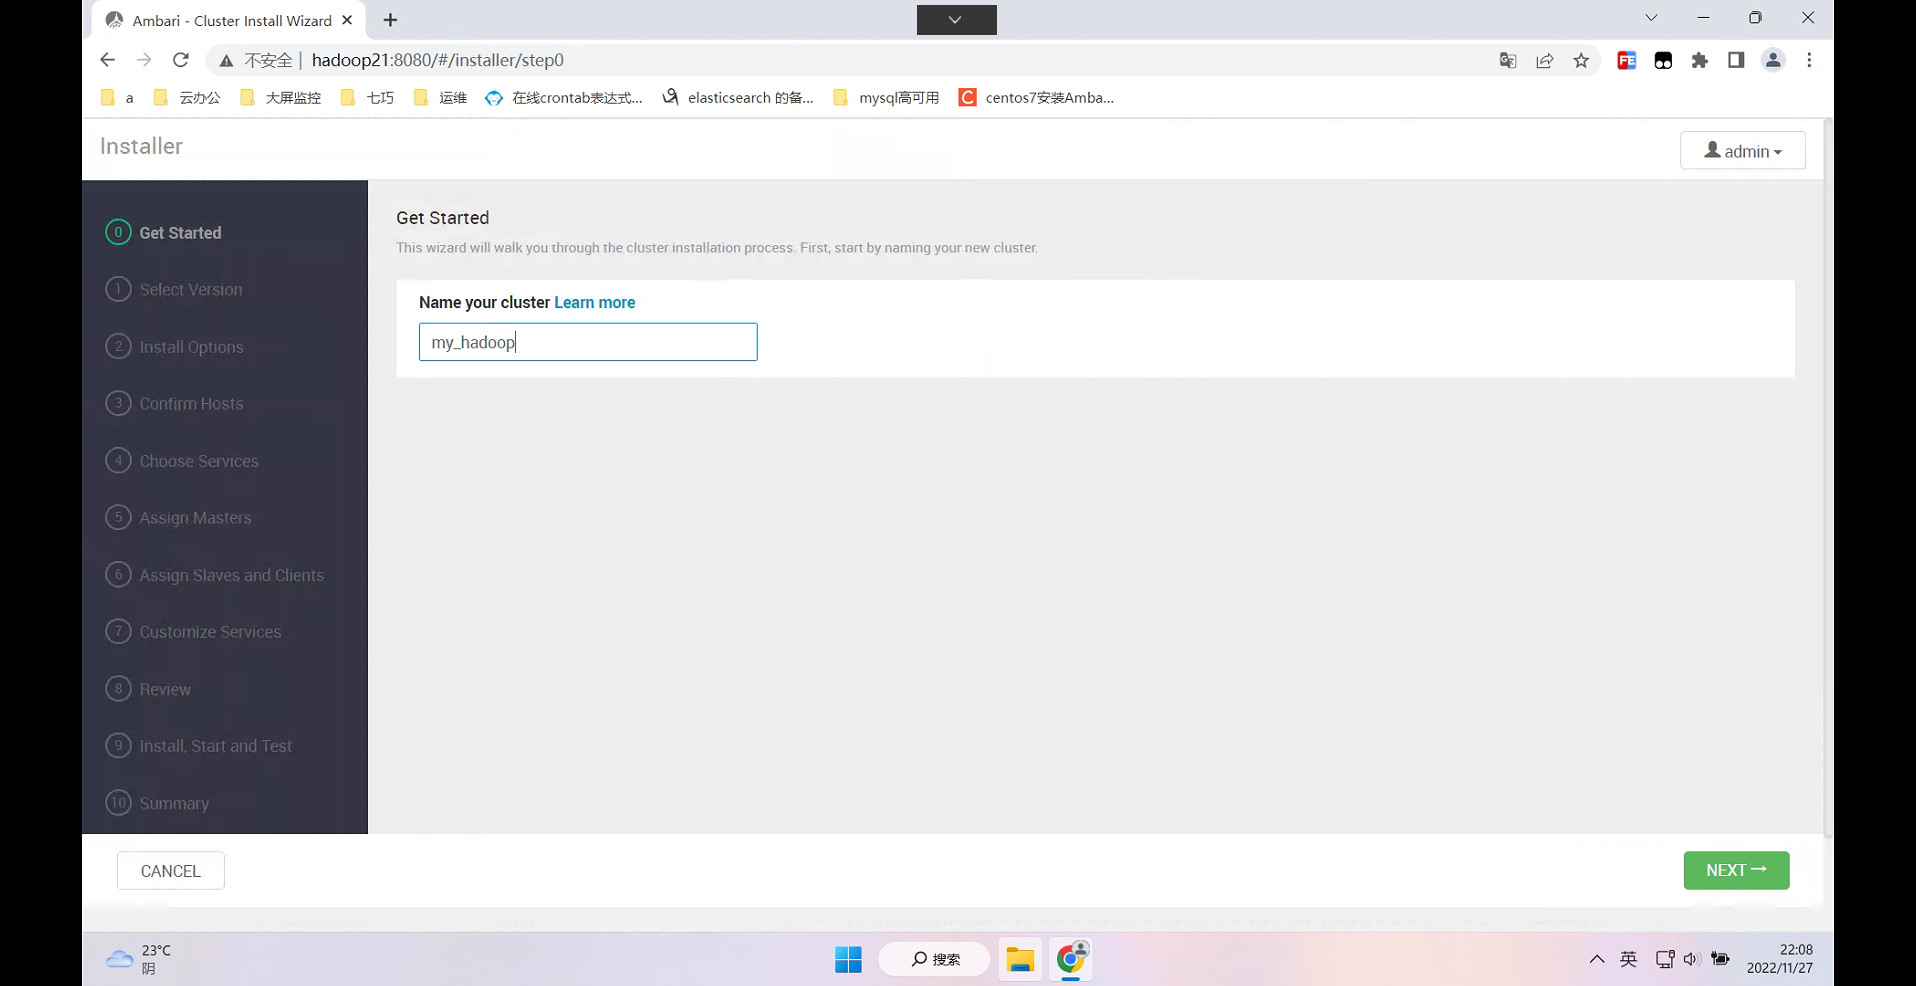 Ambari - Cluster Install Wizard
不安全 | hadoop21:8080/#/installer/step0
a 云办公 大屏监控 七巧 运维 在线crontab表达式... elasticsearch 的备... mysql高可用 C centos7安装Amba...
FE
Installer
admin
0 Get Started
1 Select Version
2 Install Options
3 Confirm Hosts
4 Choose Services
5 Assign Masters
6 Assign Slaves and Clients
7 Customize Services
8 Review
9 Install, Start and Test
10 Summary
Get Started
This wizard will walk you through the cluster installation process. First, start by naming your new cluster.
Name your cluster Learn more
my_hadoop
CANCEL
NEXT →
23°C
阴
搜索
英
22:08
2022/11/27